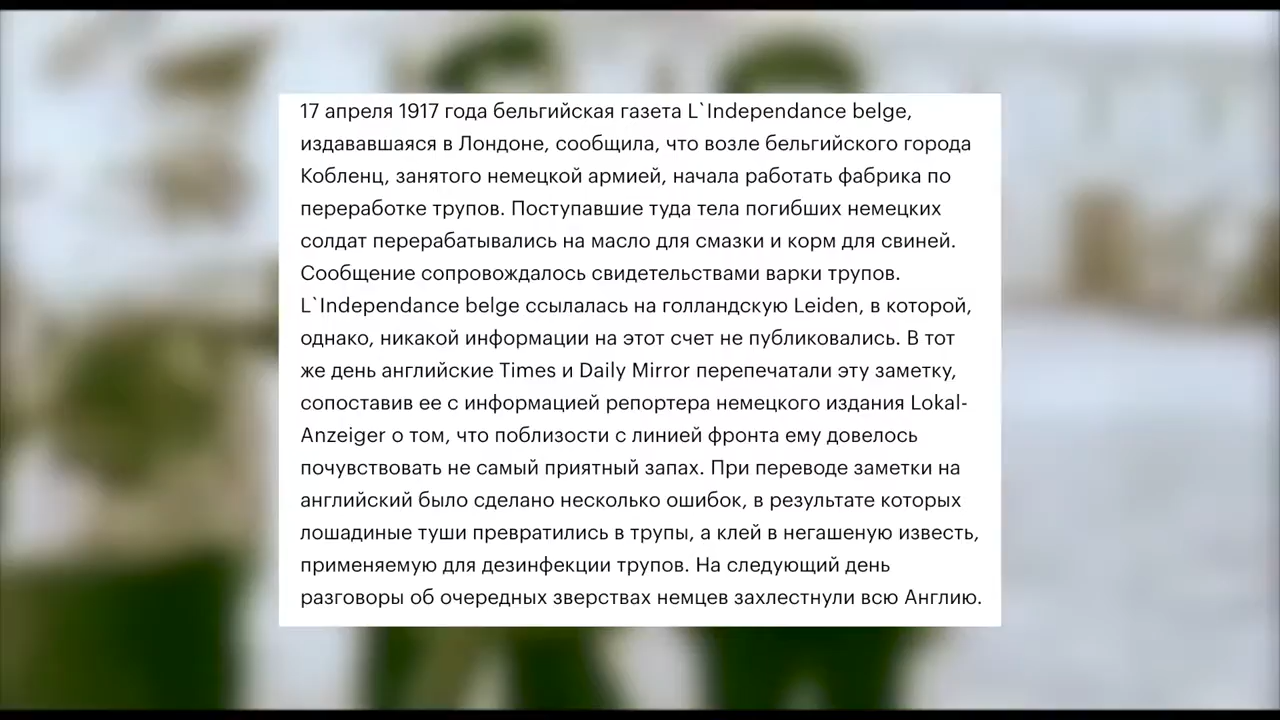 17 апреля 1917 года бельгийская газета L`Independance belge,
издававшаяся в Лондоне, сообщила, что возле бельгийского города
Кобленц, занятого немецкой армией, начала работать фабрика по
переработке трупов. Поступавшие туда тела погибших немецких
солдат перерабатывались на масло для смазки и корм для свиней.
Сообщение сопровождалось свидетельствами варки трупов.
L`Independance belge ссылалась на голландскую Leiden, в которой,
однако, никакой информации на этот счет не публиковались. В тот
же день английские Times и Daily Mirror перепечатали эту заметку,
сопоставив ее с информацией репортера немецкого издания Lokal-
Anzeiger о том, что поблизости с линией фронта ему довелось
почувствовать не самый приятный запах. При переводе заметки на
английский было сделано несколько ошибок, в результате которых
лошадиные туши превратились в трупы, а клей в негашеную известь,
применяемую для дезинфекции трупов. На следующий день
разговоры об очередных зверствах немцев захлестнули всю Англию.